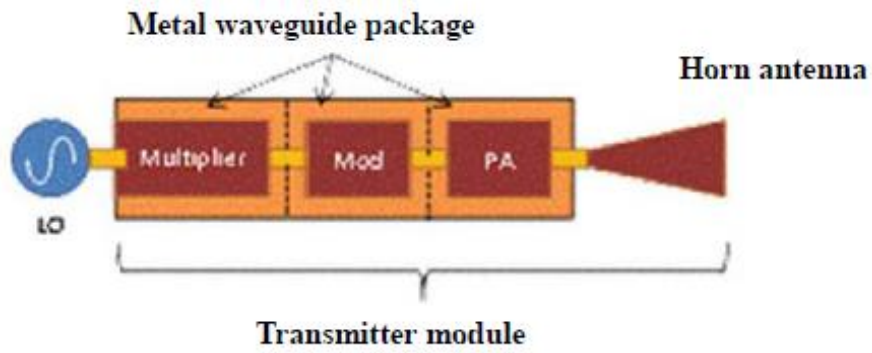 Metal waveguide package
Horn antenna
Multiplier
Mod
PA
LO
Transmitter module